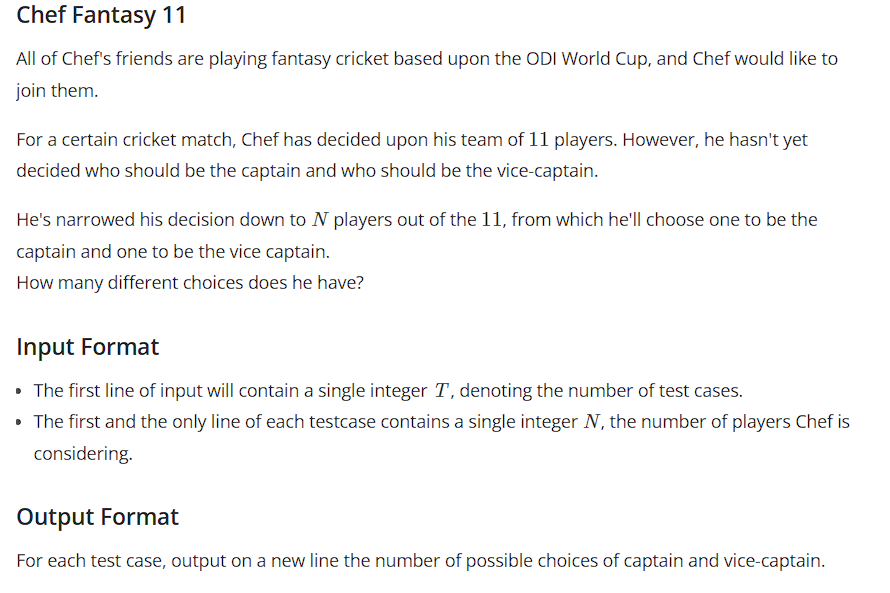 Chef Fantasy 11
All of Chef's friends are playing fantasy cricket based upon the ODI World Cup, and Chef would like to
join them.
For a certain cricket match, Chef has decided upon his team of 11 players. However, he hasn't yet
decided who should be the captain and who should be the vice-captain.
He's narrowed his decision down to N players out of the 11, from which he'll choose one to be the
captain and one to be the vice captain.
How many different choices does he have?
Input Format
• The first line of input will contain a single integer T, denoting the number of test cases.
• The first and the only line of each testcase contains a single integer N, the number of players Chef is
considering.
Output Format
For each test case, output on a new line the number of possible choices of captain and vice-captain.